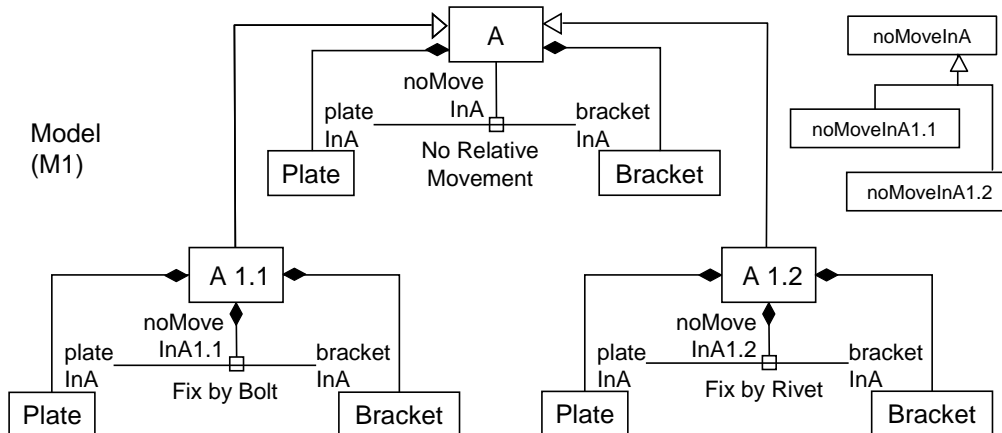 A
noMoveInA
noMove
InA
plate
InA
bracket
InA
noMoveInA1.1
Model
(M1)
No Relative
Movement
Plate
Bracket
noMoveInA1.2
A 1.1
A 1.2
noMove
InA1.1
plate
InA
bracket
InA
Fix by Bolt
Plate
Bracket
noMove
InA1.2
plate
InA
bracket
InA
Fix by Rivet
Plate
Bracket